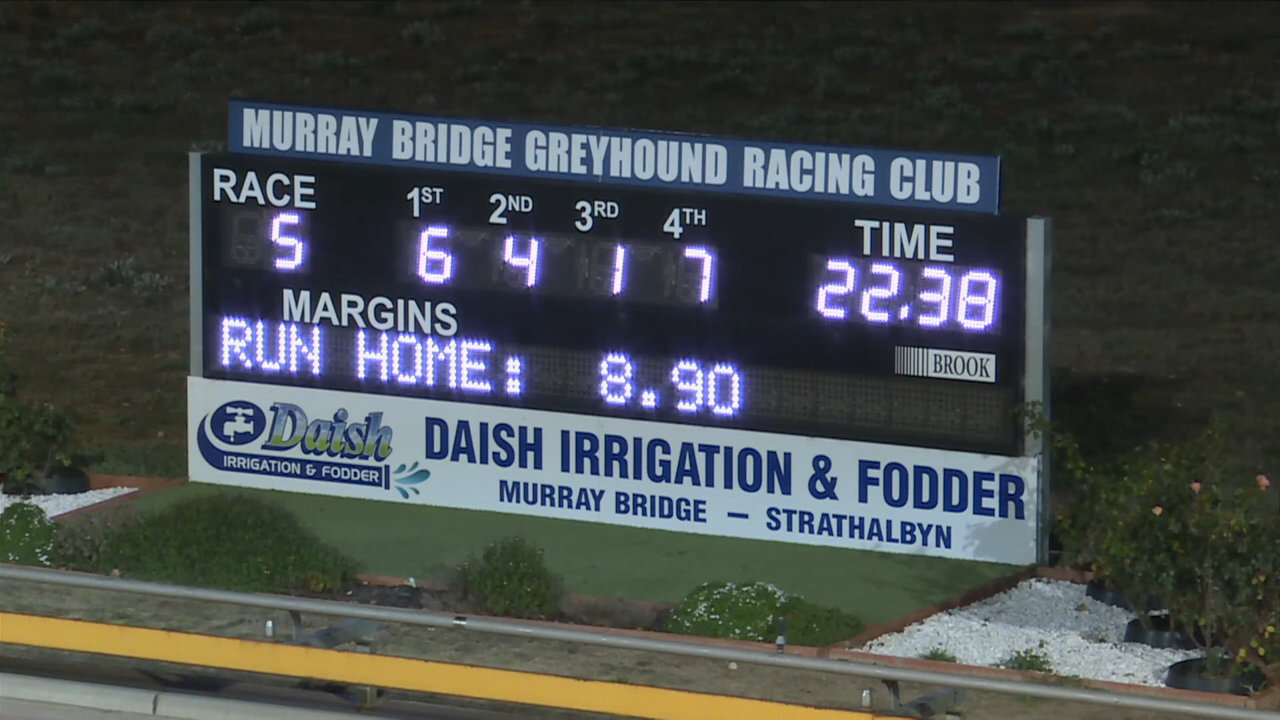 MURRAY BRIDGE GREYHOUND RACING CLUB
RACE 1ST 2ND 3RD 4TH TIME
5 6 4 1 7 22.38
MARGINS
RUN HOME: 8.90
BROOK
Daish
IRRIGATION & FODDER
DAISH IRRIGATION & FODDER
MURRAY BRIDGE – STRATHALBYN